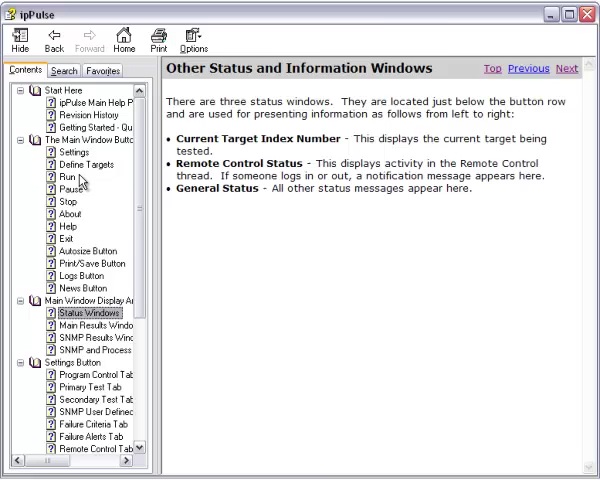 ipPulse
Hide Back Forward Home Print Options
Contents Search Favorites
Start Here
ipPulse Main Help P
Revision History
Getting Started - Qu
The Main Window Buttc
Settings
Define Targets
Run
Pause
Stop
About
Help
Exit
Autosize Button
Print/Save Button
Logs Button
News Button
Main Window Display Ar
Status Windows
Main Results Windo
SNMP Results Winc
SNMP and Process
Settings Button
Program Control Tab
Primary Test Tab
Secondary Test Tab
SNMP User Defined
Failure Criteria Tab
Failure Alerts Tab
Remote Control Tab
Other Status and Information Windows Top Previous Next
There are three status windows. They are located just below the button row
and are used for presenting information as follows from left to right:
• Current Target Index Number - This displays the current target being
tested.
• Remote Control Status - This displays activity in the Remote Control
thread. If someone logs in or out, a notification message appears here.
• General Status - All other status messages appear here.